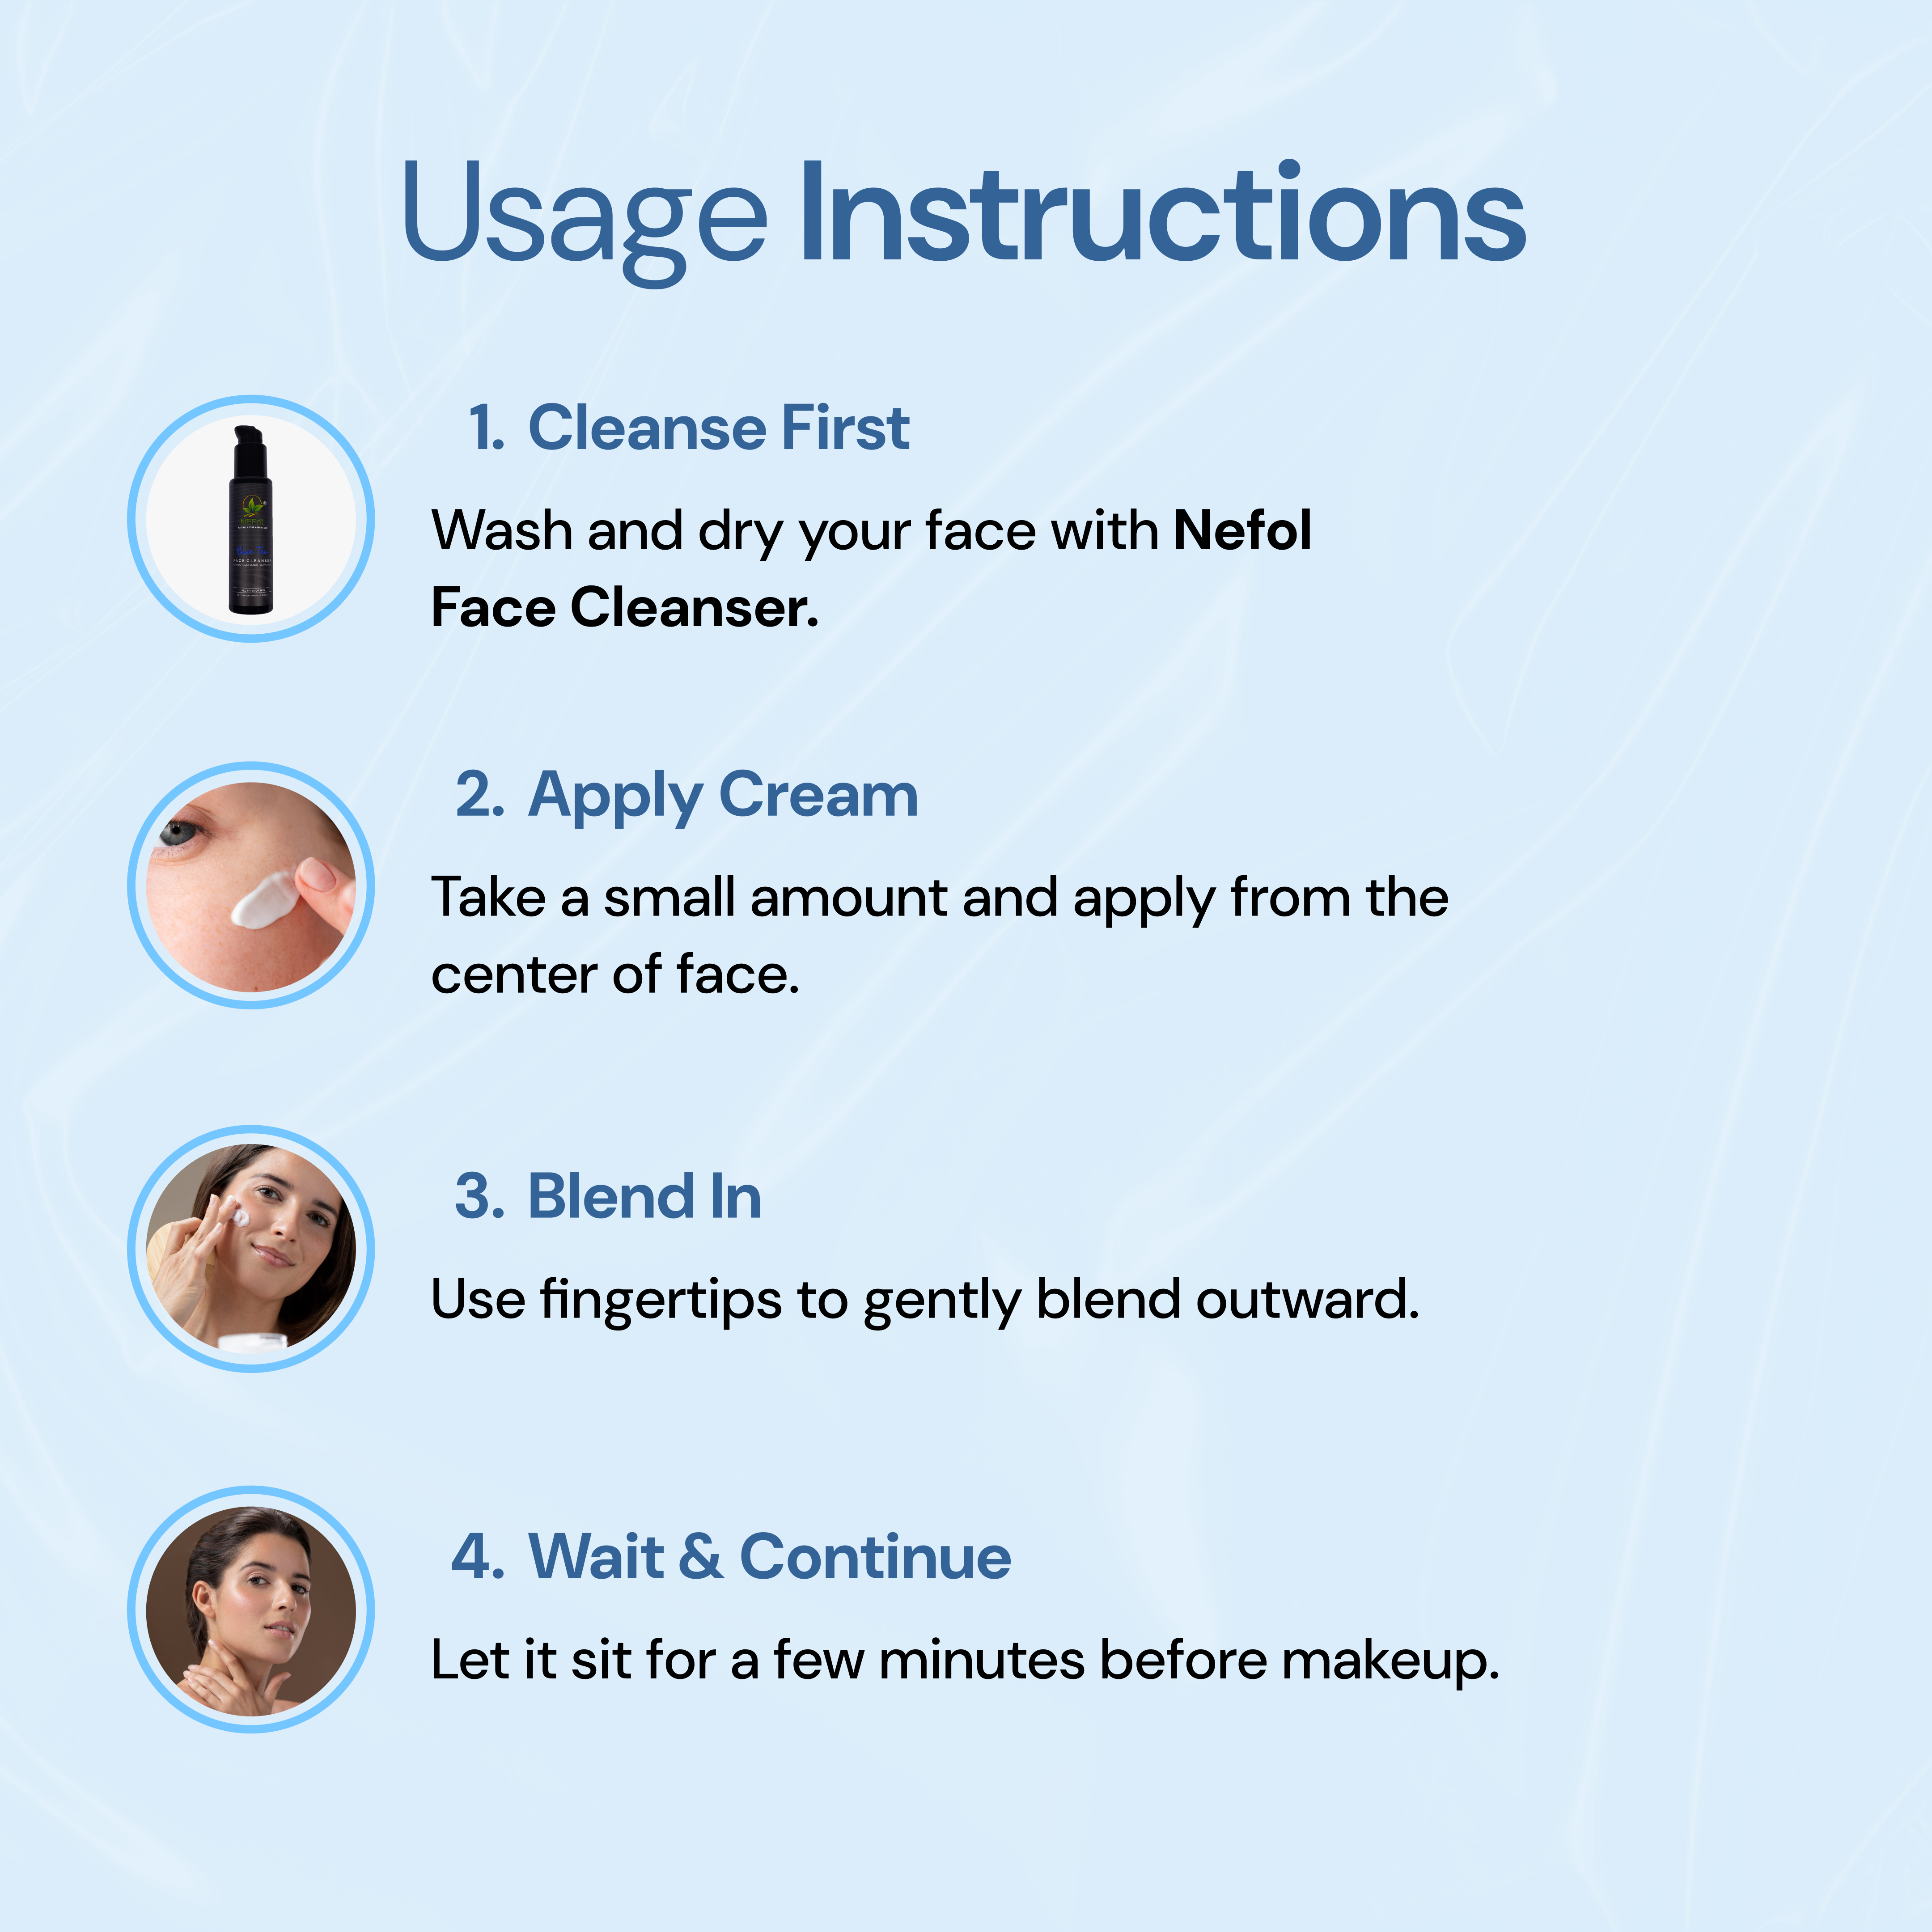 Usage Instructions
1. Cleanse First
Wash and dry your face with Nefol
Face Cleanser.
FACE CLEANSER
2. Apply Cream
Take a small amount and apply from the
center of face.
3. Blend In
Use fingertips to gently blend outward.
4. Wait & Continue
Let it sit for a few minutes before makeup.